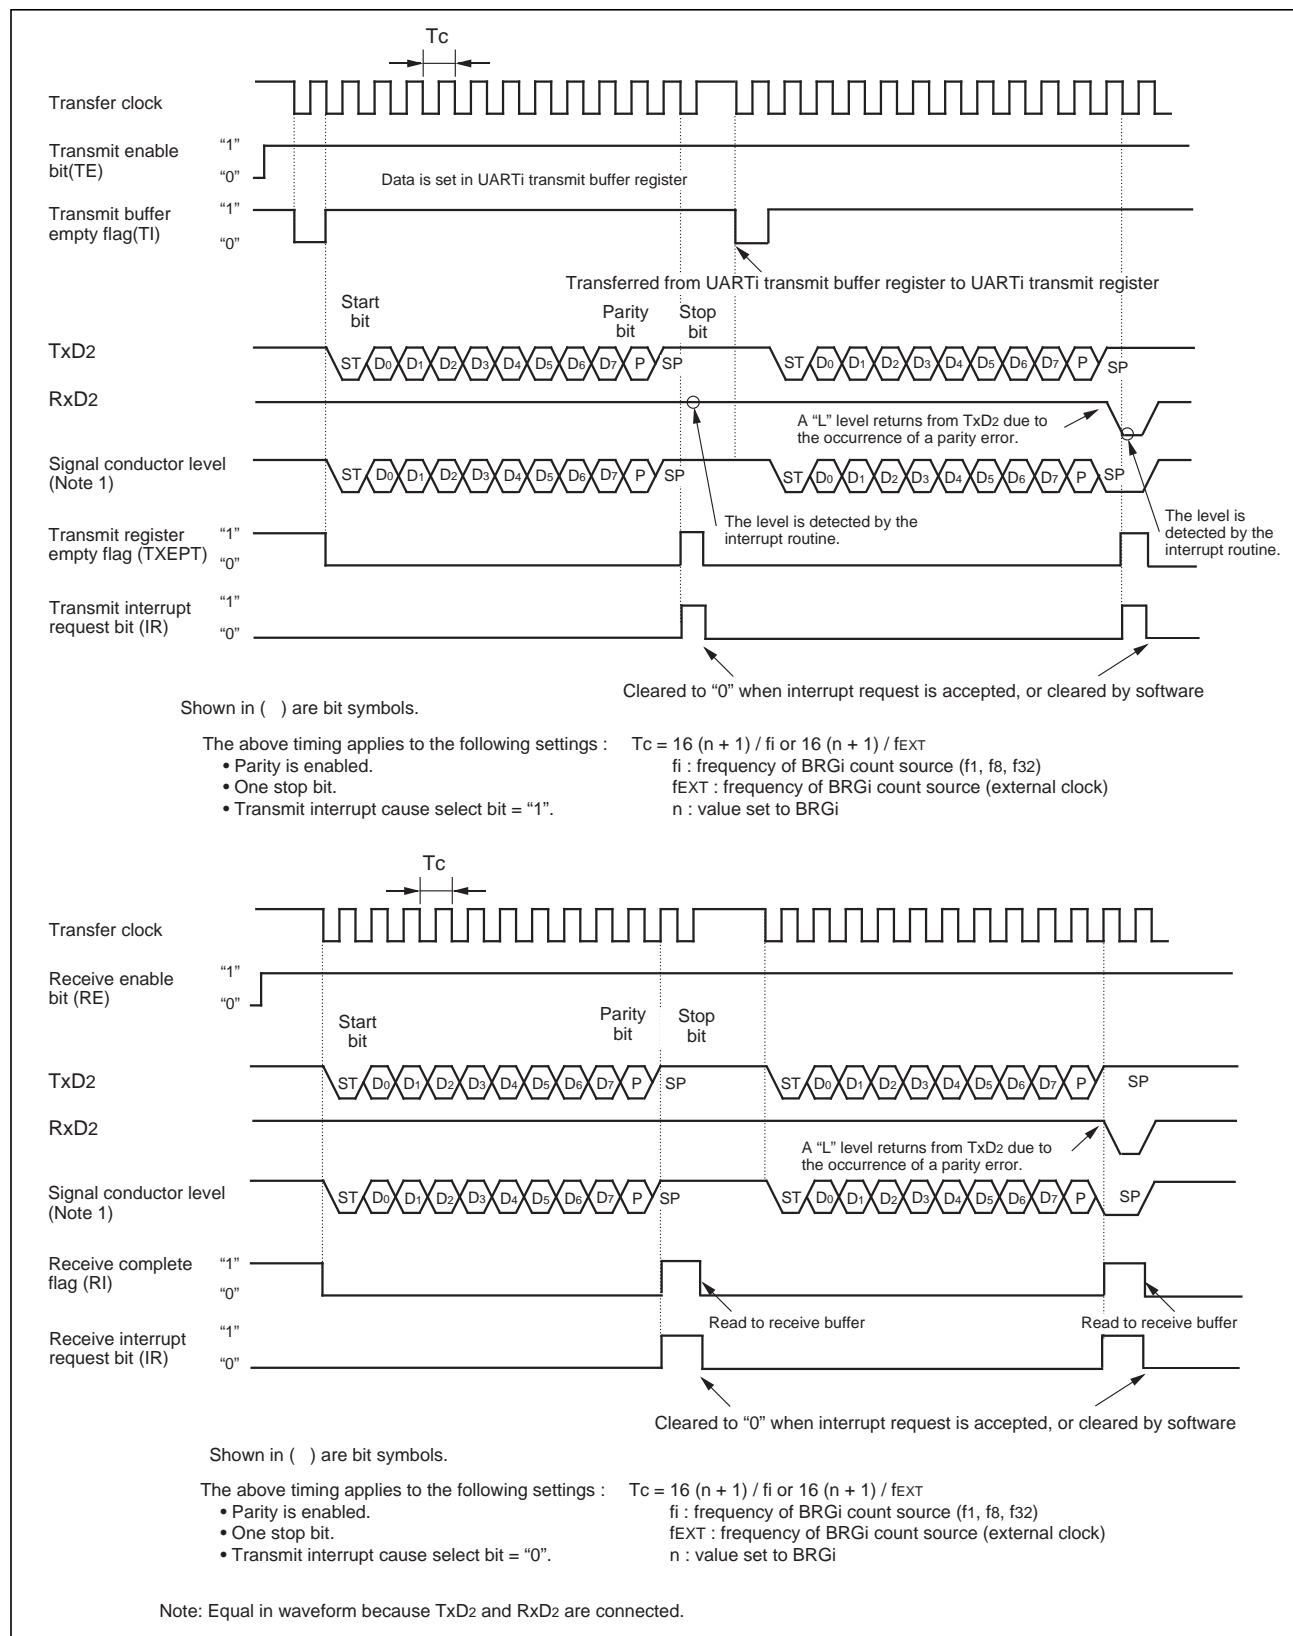 Tc
Transfer clock
Transmit enable
bit(TE)
“1”
“0”
Data is set in UARTi transmit buffer register
Transmit buffer
empty flag(TI)
“1”
“0”
Transferred from UARTi transmit buffer register to UARTi transmit register
Start
bit
Parity
bit
Stop
bit
TxD2
ST D0 D1 D2 D3 D4 D5 D6 D7 P SP
ST D0 D1 D2 D3 D4 D5 D6 D7 P SP
RxD2
A “L” level returns from TxD2 due to
the occurrence of a parity error.
Signal conductor level
(Note 1)
ST D0 D1 D2 D3 D4 D5 D6 D7 P SP
ST D0 D1 D2 D3 D4 D5 D6 D7 P SP
The level is detected by the
interrupt routine.
The level is
detected by the
interrupt routine.
Transmit register
empty flag (TXEPT)
“1”
“0”
Transmit interrupt
request bit (IR)
“1”
“0”
Cleared to “0” when interrupt request is accepted, or cleared by software
Shown in ( ) are bit symbols.
The above timing applies to the following settings :
• Parity is enabled.
• One stop bit.
• Transmit interrupt cause select bit = “1”.
Tc = 16 (n + 1) / fi or 16 (n + 1) / fEXT
fi : frequency of BRGi count source (f1, f8, f32)
fEXT : frequency of BRGi count source (external clock)
n : value set to BRGi
Tc
Transfer clock
Receive enable
bit (RE)
“1”
“0”
Start
bit
Parity
bit
Stop
bit
TxD2
ST D0 D1 D2 D3 D4 D5 D6 D7 P SP
ST D0 D1 D2 D3 D4 D5 D6 D7 P SP
RxD2
A “L” level returns from TxD2 due to
the occurrence of a parity error.
Signal conductor level
(Note 1)
ST D0 D1 D2 D3 D4 D5 D6 D7 P SP
ST D0 D1 D2 D3 D4 D5 D6 D7 P SP
Receive complete
flag (RI)
“1”
“0”
Read to receive buffer
Read to receive buffer
Receive interrupt
request bit (IR)
“1”
“0”
Cleared to “0” when interrupt request is accepted, or cleared by software
Shown in ( ) are bit symbols.
The above timing applies to the following settings :
• Parity is enabled.
• One stop bit.
• Transmit interrupt cause select bit = “0”.
Tc = 16 (n + 1) / fi or 16 (n + 1) / fEXT
fi : frequency of BRGi count source (f1, f8, f32)
fEXT : frequency of BRGi count source (external clock)
n : value set to BRGi
Note: Equal in waveform because TxD2 and RxD2 are connected.